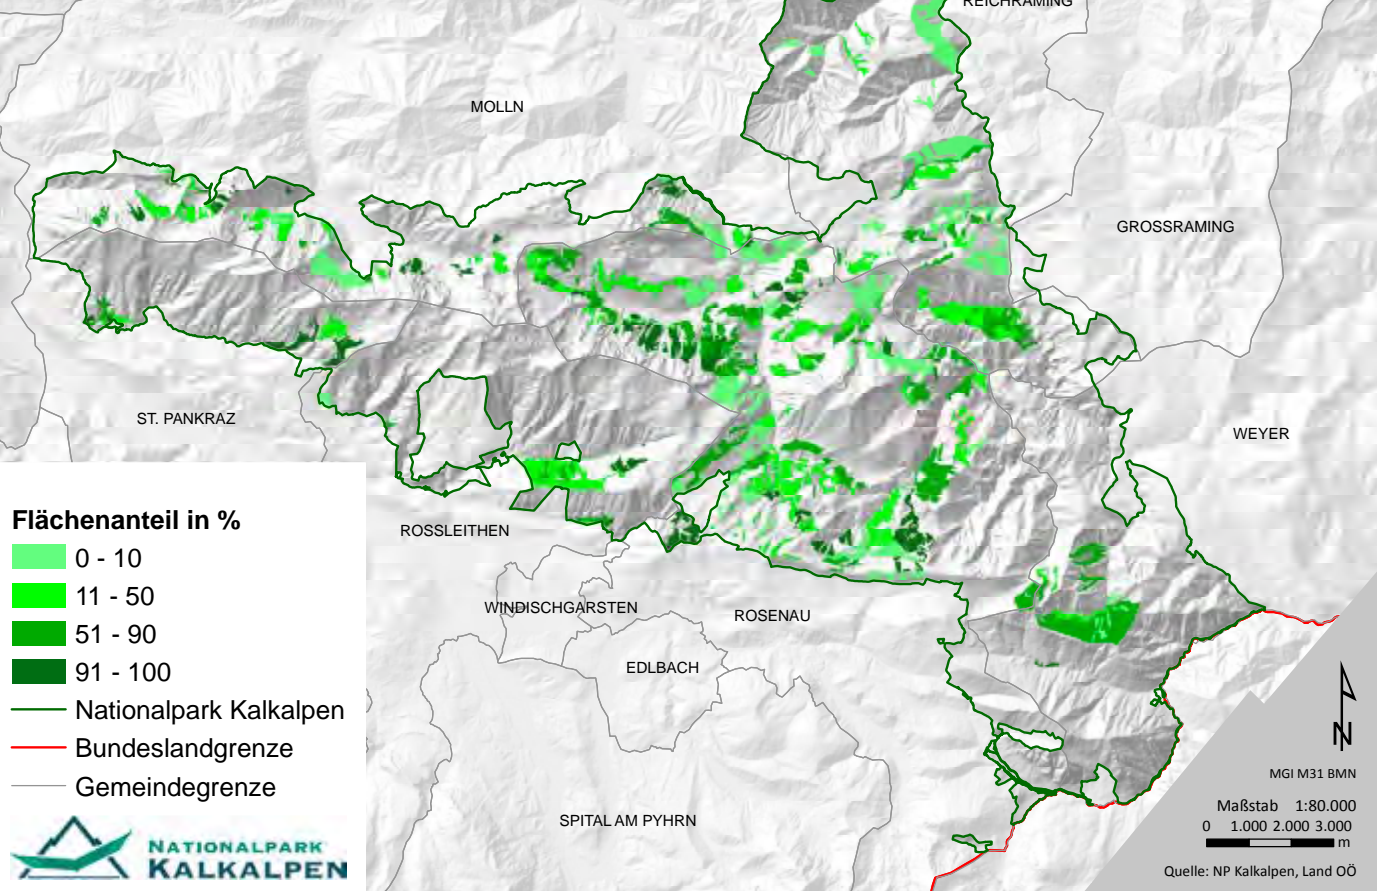 REICHRAMING
MOLLN
GROSSRAMING
ST. PANKRAZ
WEYER
ROSSLEITHEN
WINDISCHGARSTEN
ROSENAU
EDLBACH
SPITAL AM PYHRN
Flächenanteil in %
0 - 10
11 - 50
51 - 90
91 - 100
Nationalpark Kalkalpen
Bundeslandgrenze
Gemeindegrenze
NATIONALPARK
KALKALPEN
N
MGI M31 BMN
Maßstab 1:80.000
0 1.000 2.000 3.000
m
Quelle: NP Kalkalpen, Land OÖ